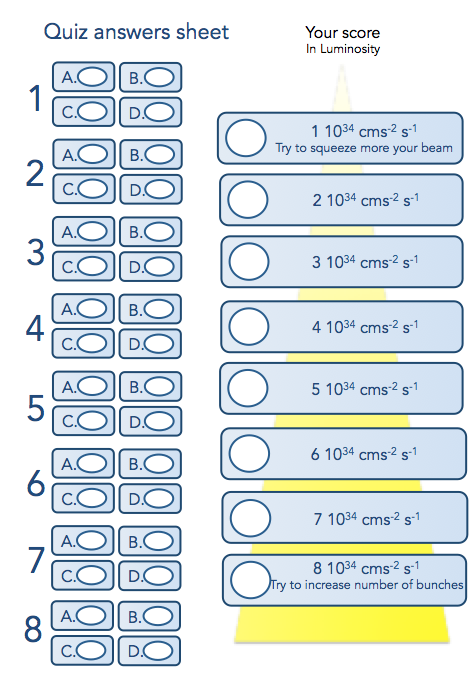 Quiz answers sheet
1
A. B.
C. D.
2
A. B.
C. D.
3
A. B.
C. D.
4
A. B.
C. D.
5
A. B.
C. D.
6
A. B.
C. D.
7
A. B.
C. D.
8
A. B.
C. D.
Your score
In Luminosity
1 10³⁴ cms⁻² s⁻¹
Try to squeeze more your beam
2 10³⁴ cms⁻² s⁻¹
3 10³⁴ cms⁻² s⁻¹
4 10³⁴ cms⁻² s⁻¹
5 10³⁴ cms⁻² s⁻¹
6 10³⁴ cms⁻² s⁻¹
7 10³⁴ cms⁻² s⁻¹
8 10³⁴ cms⁻² s⁻¹
Try to increase number of bunches